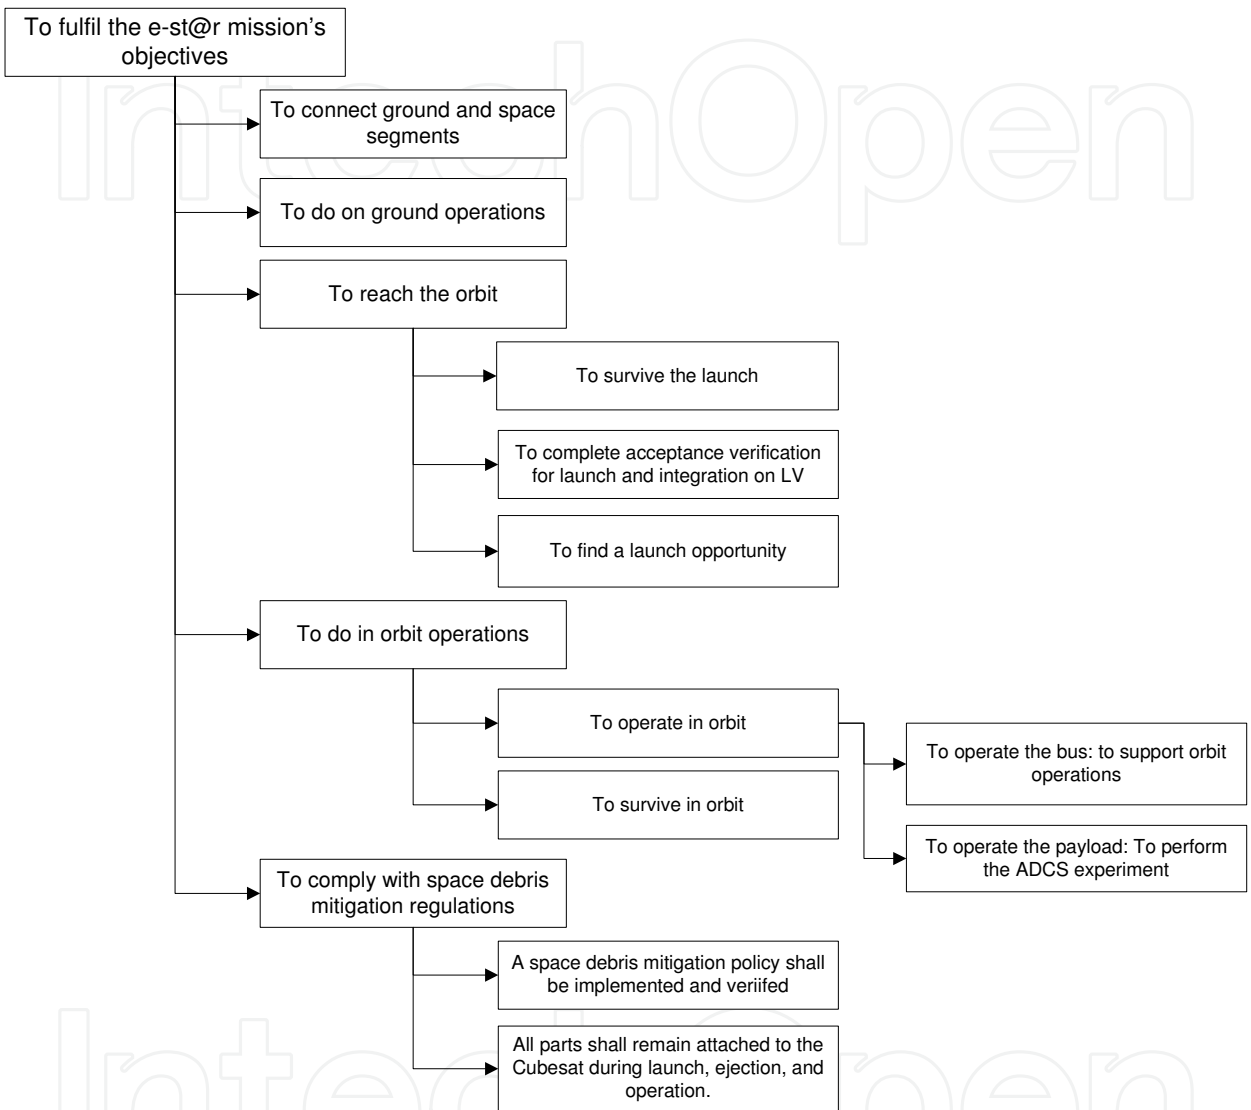 To fulfil the e-st@r mission's
objectives
To connect ground and space
segments
To do on ground operations
To reach the orbit
To survive the launch
To complete acceptance verification
for launch and integration on LV
To find a launch opportunity
To do in orbit operations
To operate in orbit
To operate the bus: to support orbit
operations
To survive in orbit
To operate the payload: To perform
the ADCS experiment
To comply with space debris
mitigation regulations
A space debris mitigation policy shall
be implemented and veriifed
All parts shall remain attached to the
Cubesat during launch, ejection, and
operation.
IntechOpen
IntechOpen